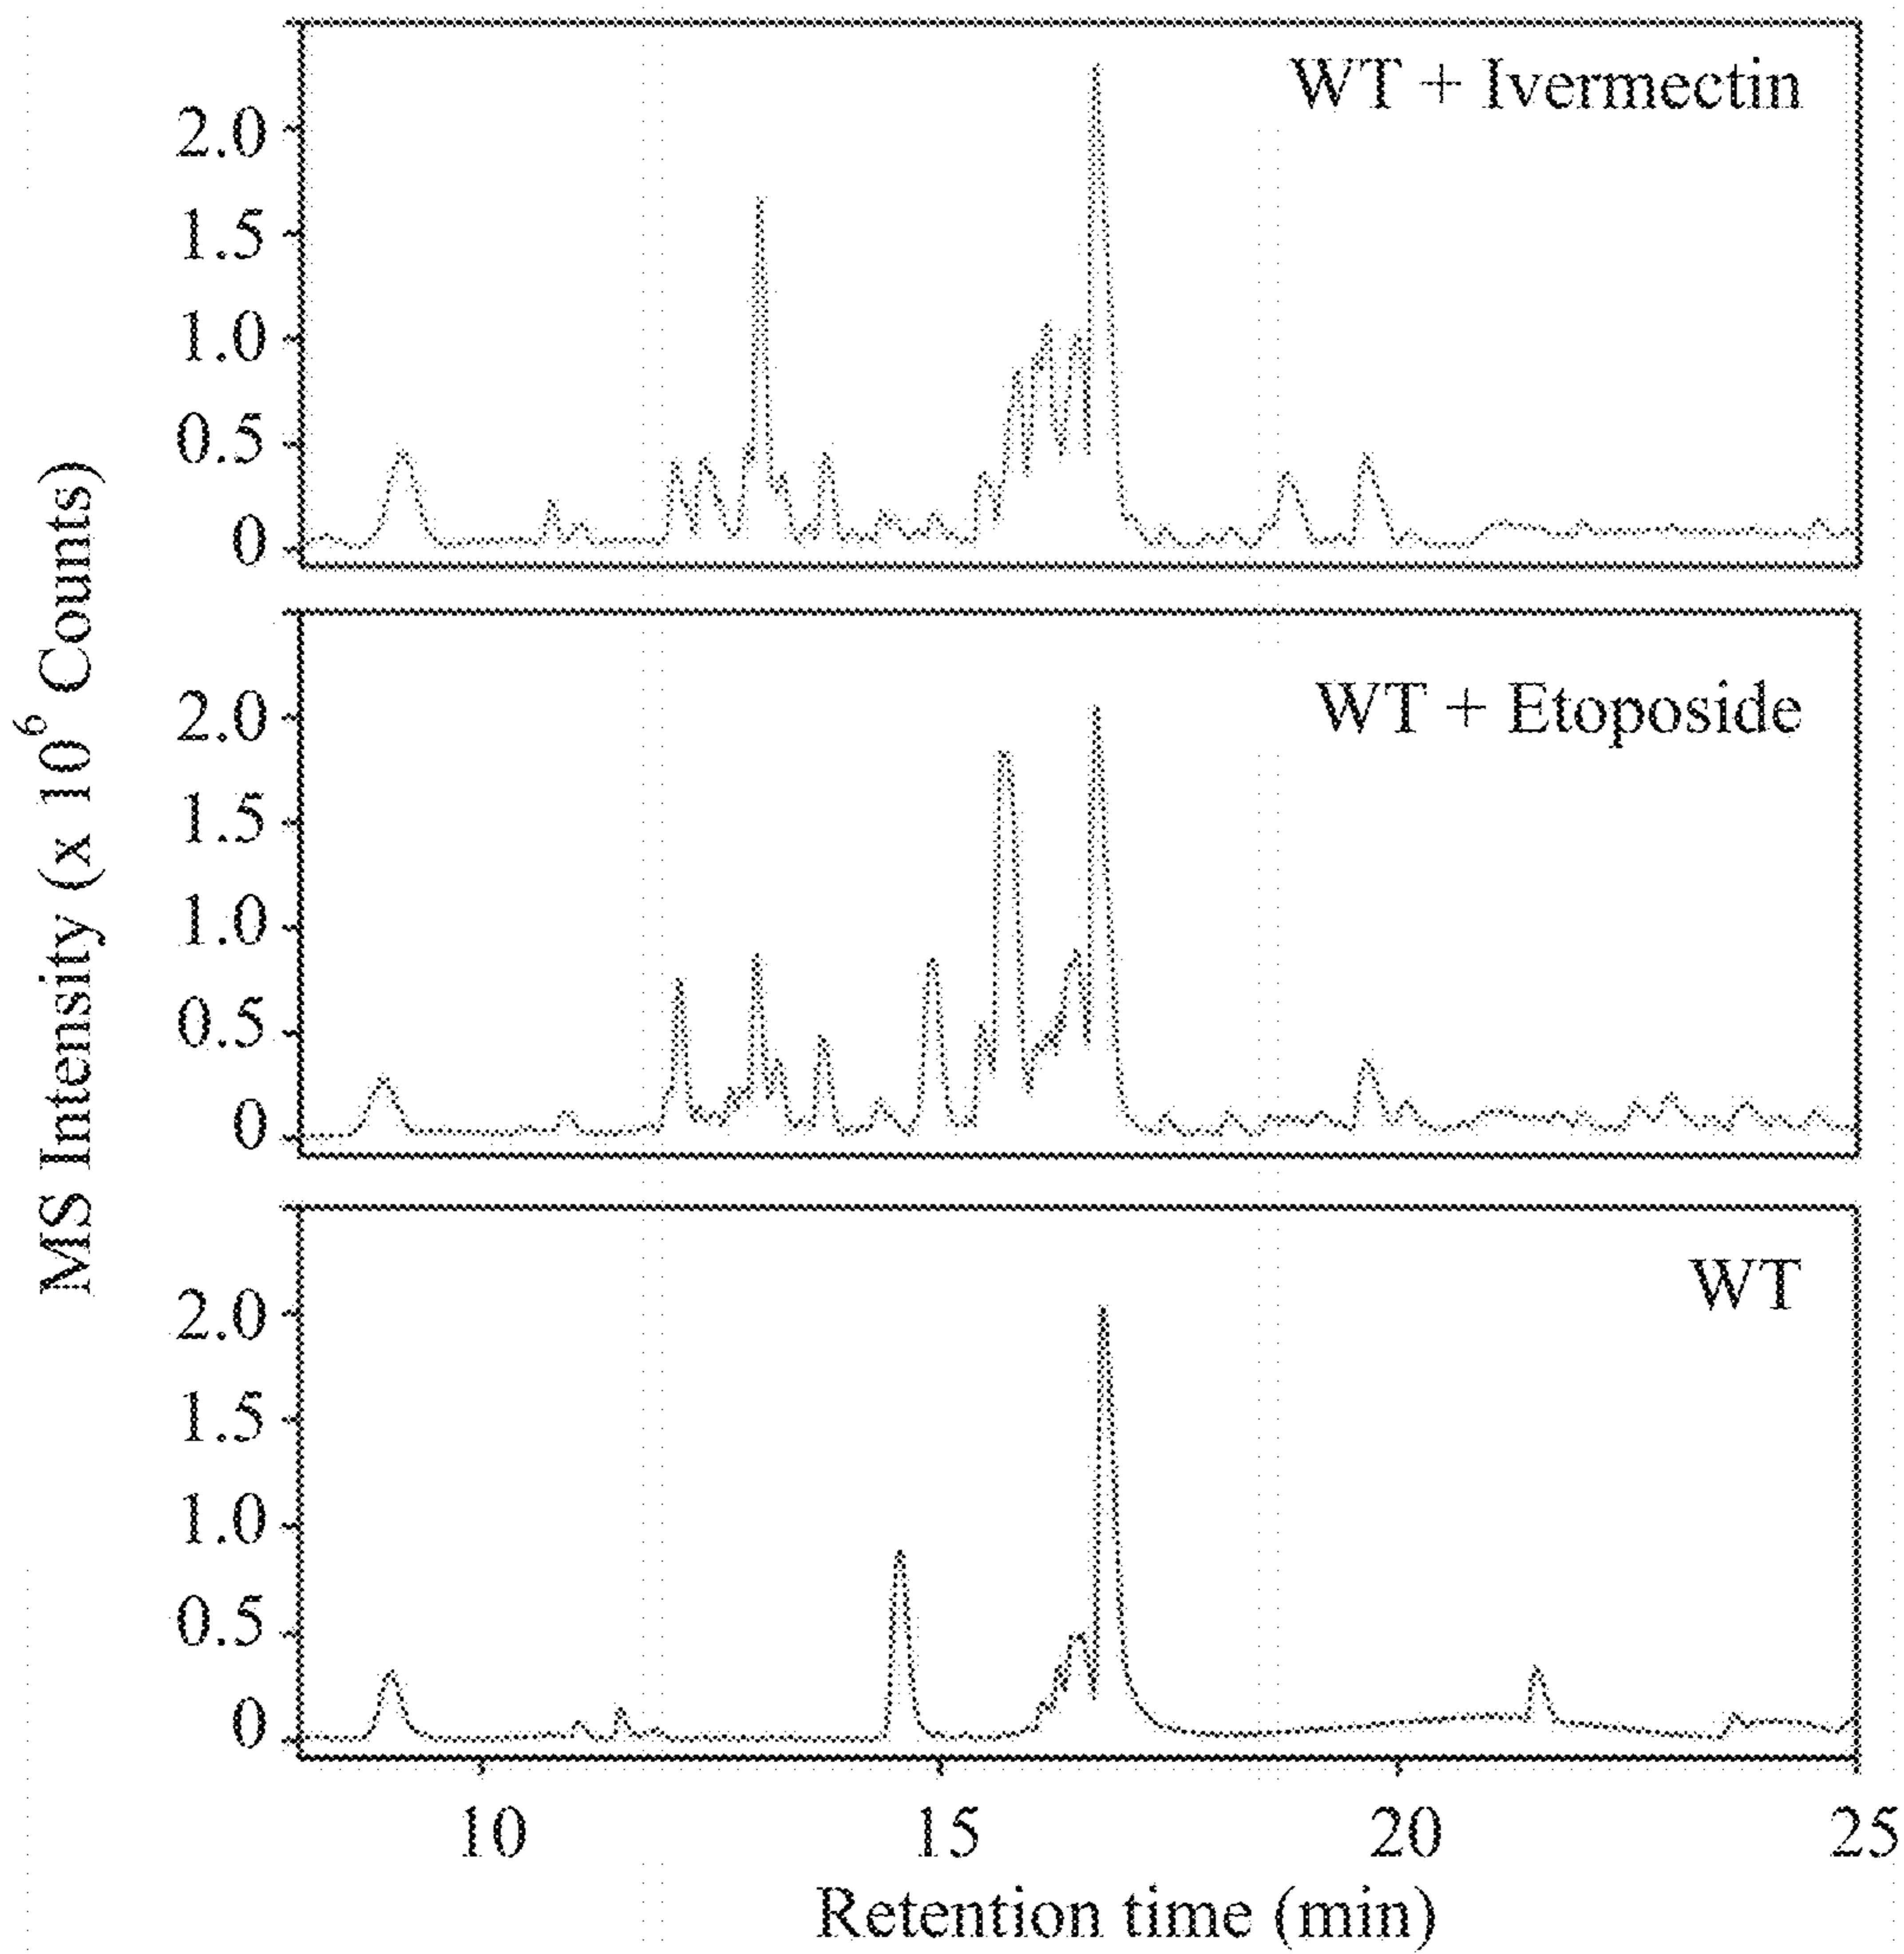 MS Intensity (x 10⁶ Counts)
WT + Ivermectin
2.0
1.5
1.0
0.5
0
WT + Etoposide
2.0
1.5
1.0
0.5
0
WT
2.0
1.5
1.0
0.5
0
10 15 20 25
Retention time (min)